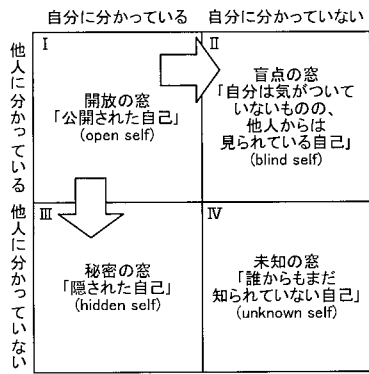 自分に分かっている
自分に分かっていない
他人に分かっている
他人に分かっていない
Ⅰ
開放の窓
「公開された自己」
(open self)
Ⅱ
盲点の窓
「自分は気がついて
いないものの、
他人からは
見られている自己」
(blind self)
Ⅲ
秘密の窓
「隠された自己」
(hidden self)
Ⅳ
未知の窓
「誰からもまだ
知られていない自己」
(unknown self)